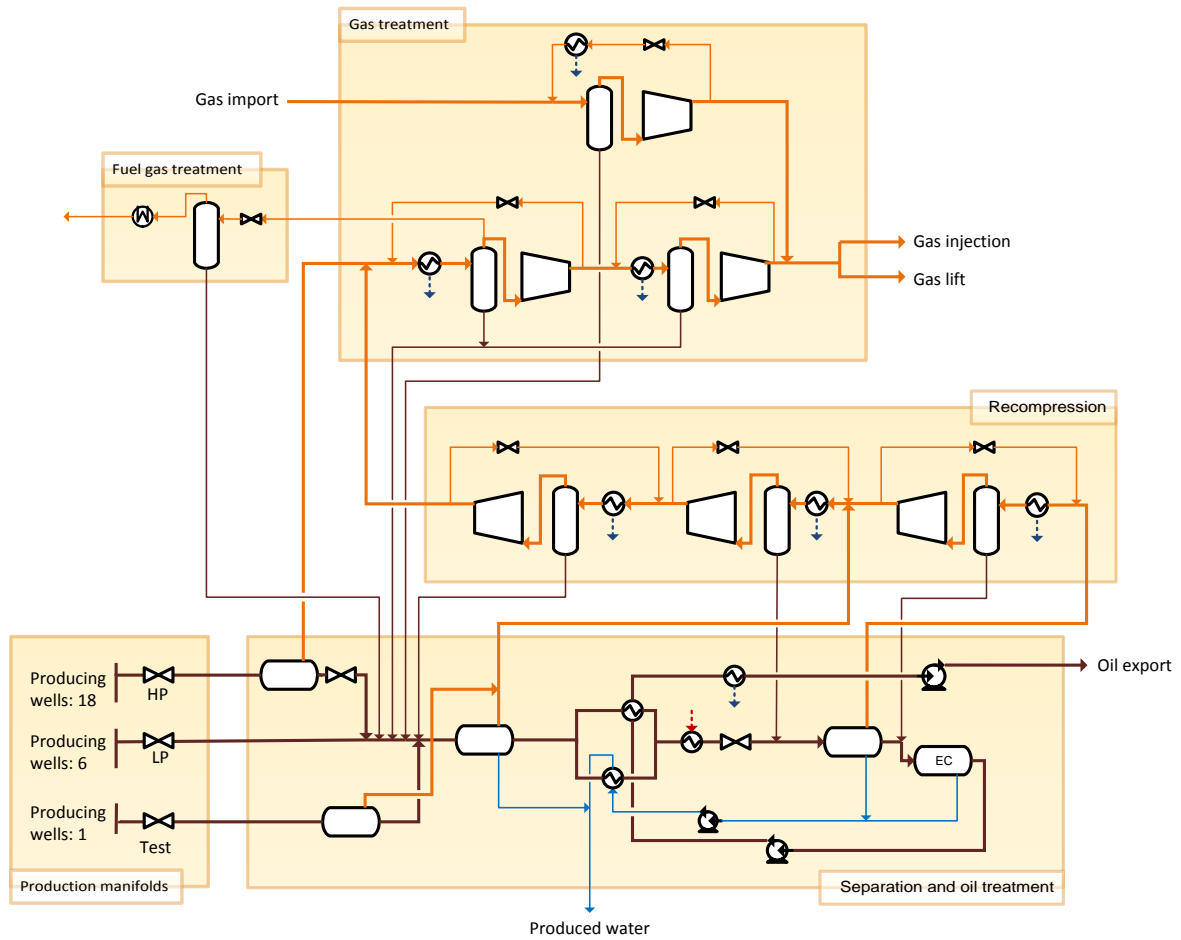 Gas treatment
Gas import
Fuel gas treatment
Gas injection
Gas lift
Recompression
Producing
wells: 18
HP
Oil export
Producing
wells: 6
LP
EC
Producing
wells: 1
Test
Production manifolds
Separation and oil treatment
Produced water